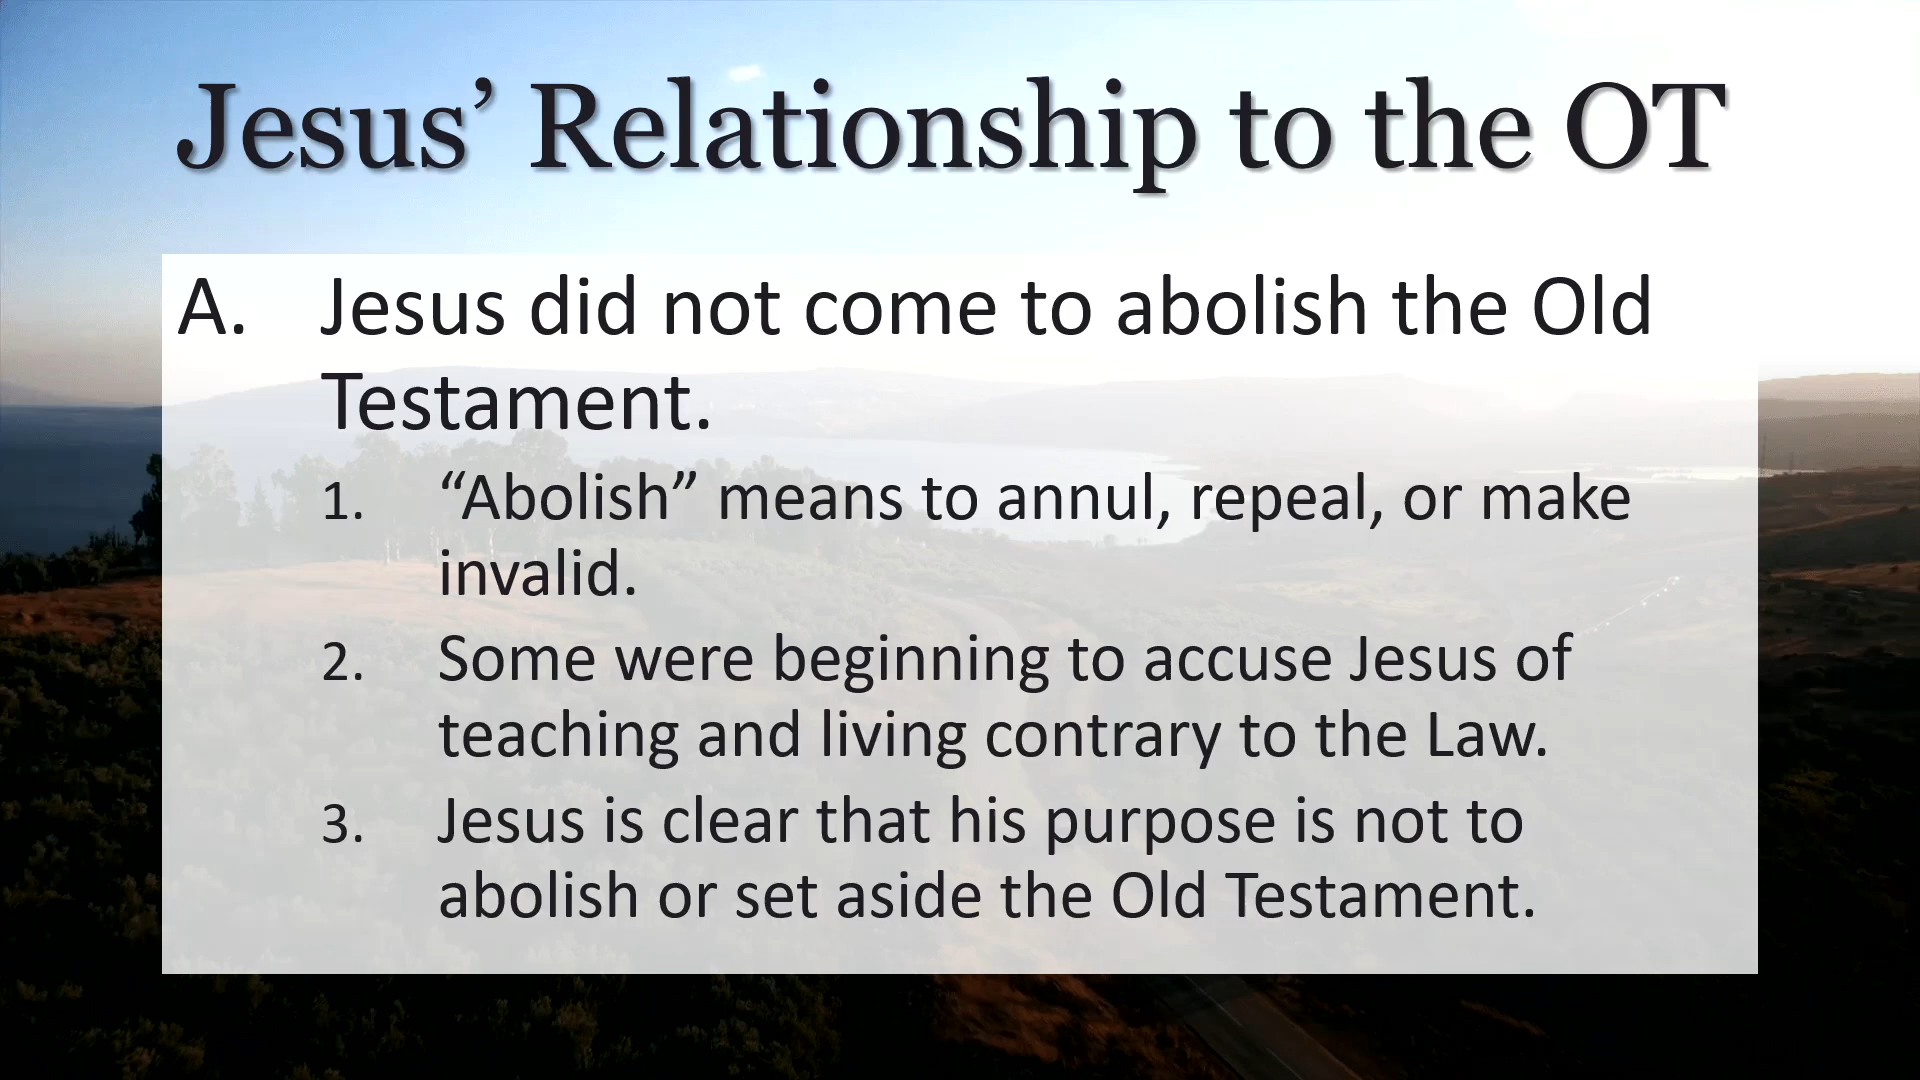 Jesus’ Relationship to the OT
A. Jesus did not come to abolish the Old
Testament.
1. “Abolish” means to annul, repeal, or make
invalid.
2. Some were beginning to accuse Jesus of
teaching and living contrary to the Law.
3. Jesus is clear that his purpose is not to
abolish or set aside the Old Testament.